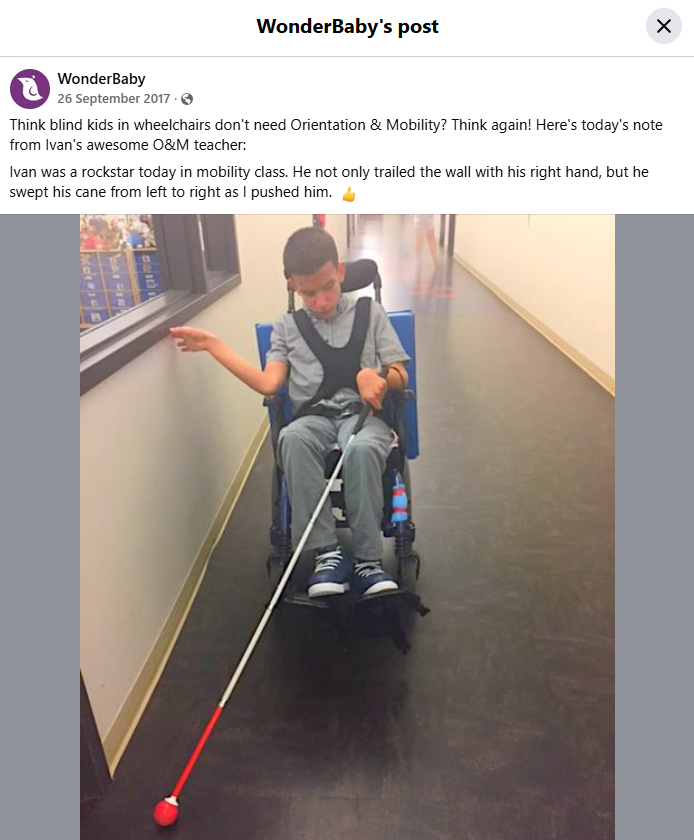 WonderBaby's post
WonderBaby
26 September 2017 ·
Think blind kids in wheelchairs don't need Orientation & Mobility? Think again! Here's today's note
from Ivan's awesome O&M teacher:
Ivan was a rockstar today in mobility class. He not only trailed the wall with his right hand, but he
swept his cane from left to right as I pushed him. 👍